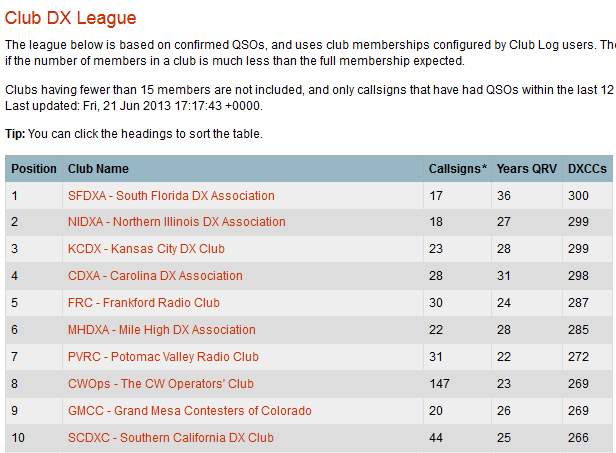 Club DX League
The league below is based on confirmed QSOs, and uses club memberships configured by Club Log users.
if the number of members in a club is much less than the full membership expected.
Clubs having fewer than 15 members are not included, and only callsigns that have had QSOs within the last 12
Last updated: Fri, 21 Jun 2013 17:17:43 +0000.
Tip: You can click the headings to sort the table.
Position Club Name Callsigns* Years QRV DXCCs
1 SFDXA - South Florida DX Association 17 36 300
2 NIDXA - Northern Illinois DX Association 18 27 299
3 KCDX - Kansas City DX Club 23 28 299
4 CDXA - Carolina DX Association 28 31 298
5 FRC - Frankford Radio Club 30 24 287
6 MHDXA - Mile High DX Association 22 28 285
7 PVRC - Potomac Valley Radio Club 31 22 272
8 CWOps - The CW Operators' Club 147 23 269
9 GMCC - Grand Mesa Contesters of Colorado 20 26 269
10 SCDXC - Southern California DX Club 44 25 266